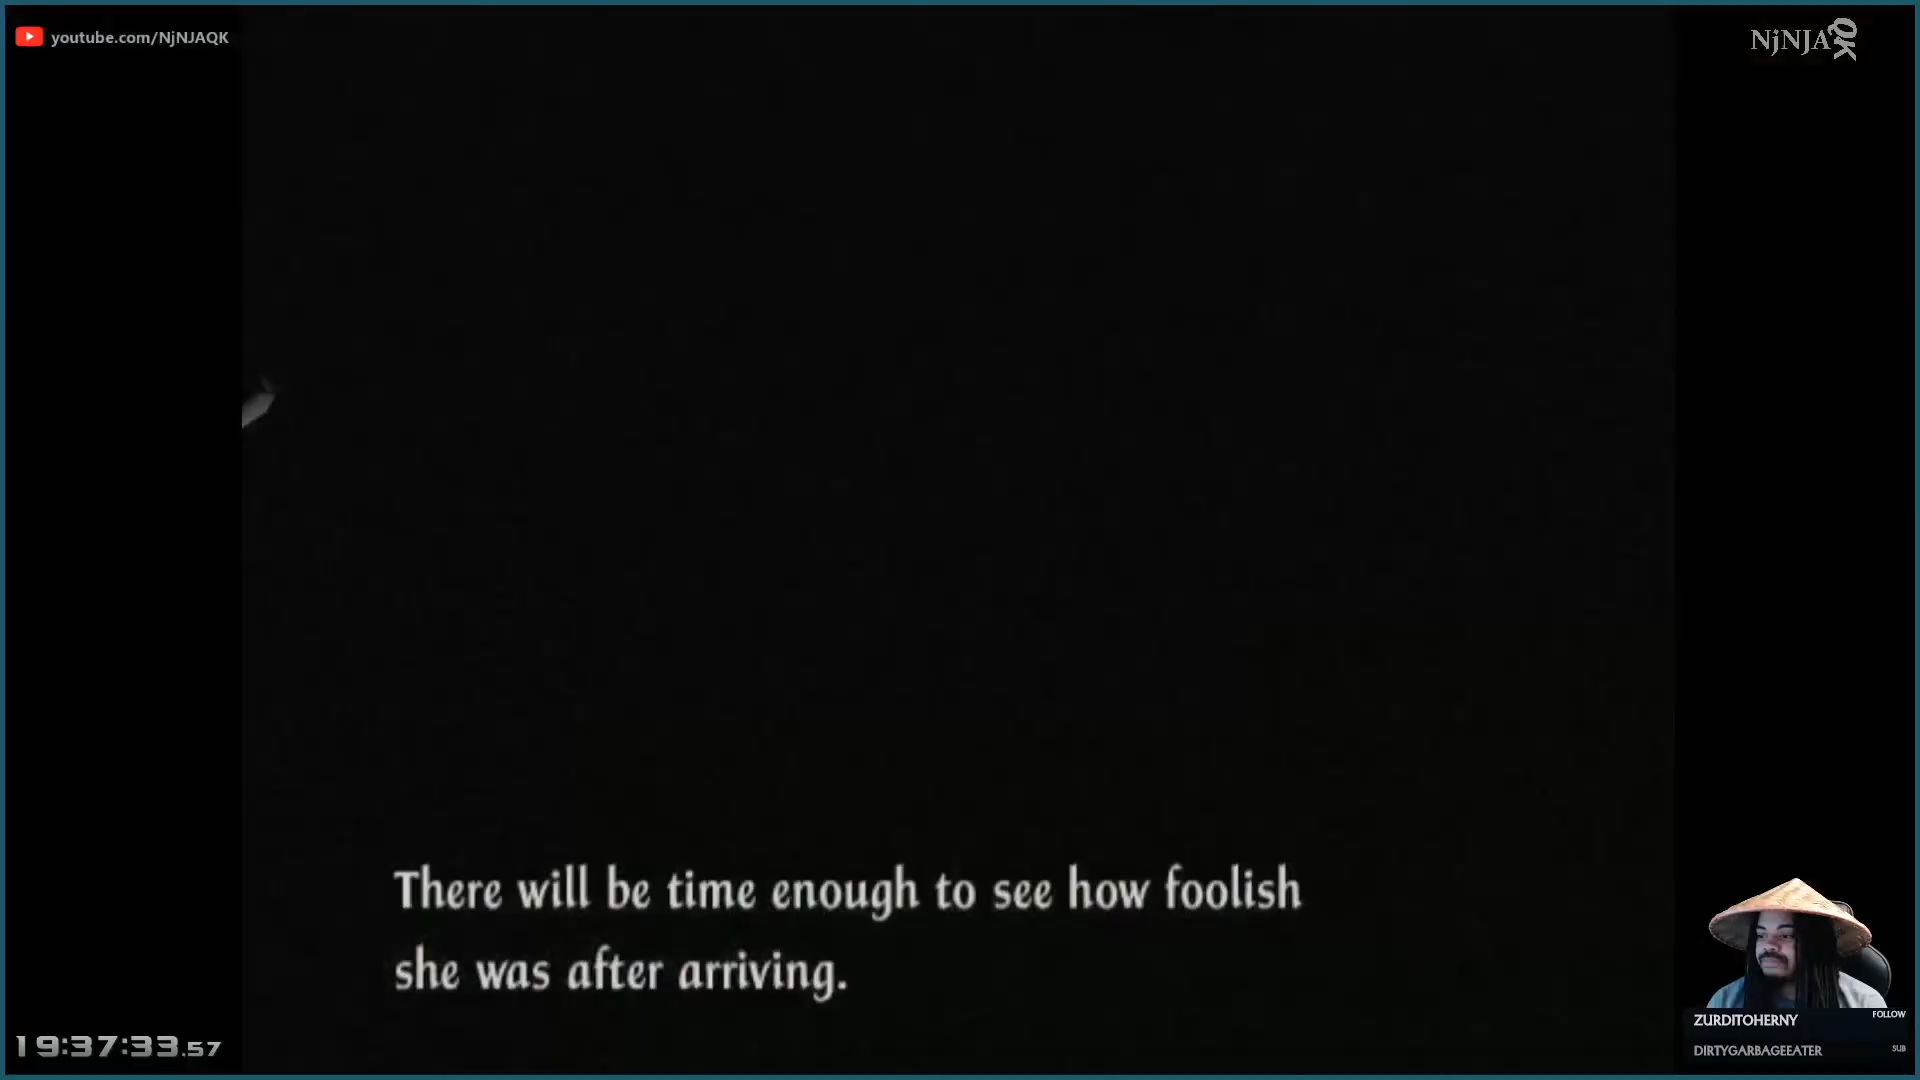 youtube.com/NjNJAQK
NjNJAQK
There will be time enough to see how foolish
she was after arriving.
19:37:33.57
ZURDITOHERNY FOLLOW
DIRTYGARBAGEEATER SUB